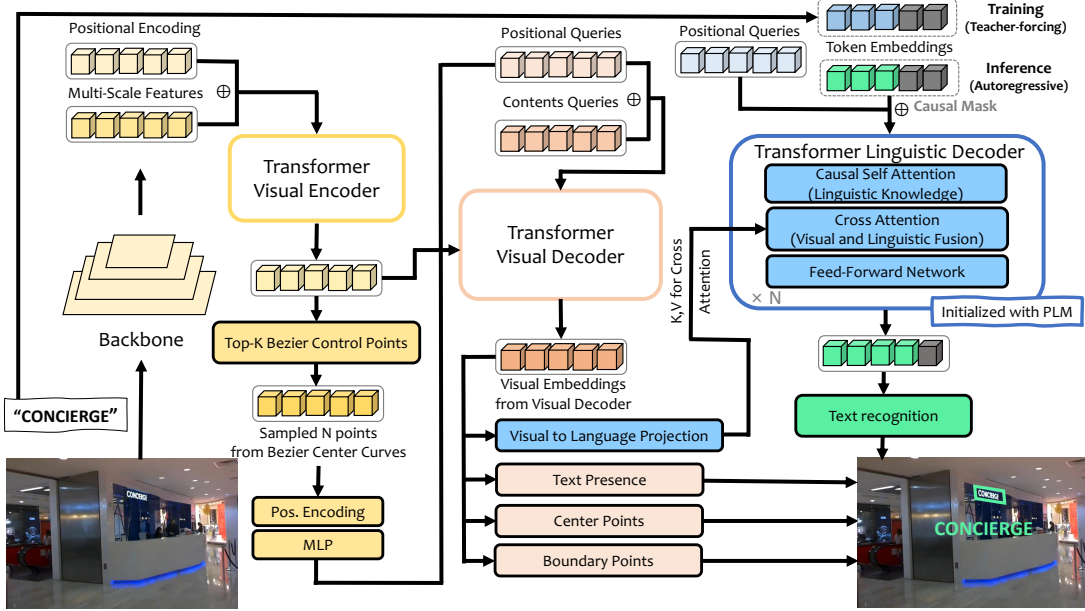 Positional Encoding
Multi-Scale Features
⊕
Transformer
Visual Encoder
Backbone
Top-K Bezier Control Points
Sampled N points
from Bezier Center Curves
Pos. Encoding
MLP
"CONCIERGE"
CONCIERGE
Positional Queries
Contents Queries
⊕
Transformer
Visual Decoder
Visual Embeddings
from Visual Decoder
Visual to Language Projection
Text Presence
Center Points
Boundary Points
K,V for Cross
Attention
Positional Queries
Training
(Teacher-forcing)
Token Embeddings
Inference
(Autoregressive)
⊕ Causal Mask
Transformer Linguistic Decoder
Causal Self Attention
(Linguistic Knowledge)
Cross Attention
(Visual and Linguistic Fusion)
Feed-Forward Network
× N
Initialized with PLM
Text recognition
CONCIERGE
CONCIERGE